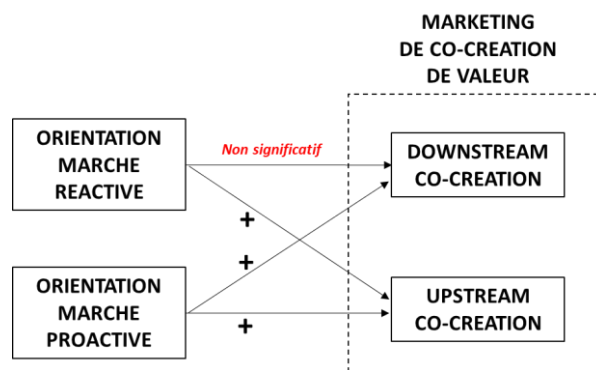 MARKETING
DE CO-CREATION
DE VALEUR
ORIENTATION
MARCHE
REACTIVE
Non significatif
DOWNSTREAM
CO-CREATION
+
+
ORIENTATION
MARCHE
PROACTIVE
+
UPSTREAM
CO-CREATION